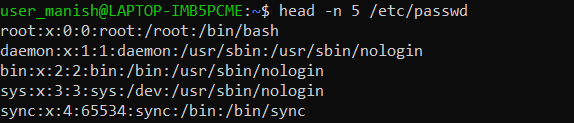 user_manish@LAPTOP-IMB5PCME:~$ head -n 5 /etc/passwd
root:x:0:0:root:/root:/bin/bash
daemon:x:1:1:daemon:/usr/sbin:/usr/sbin/nologin
bin:x:2:2:bin:/bin:/usr/sbin/nologin
sys:x:3:3:sys:/dev:/usr/sbin/nologin
sync:x:4:65534:sync:/bin:/bin/sync